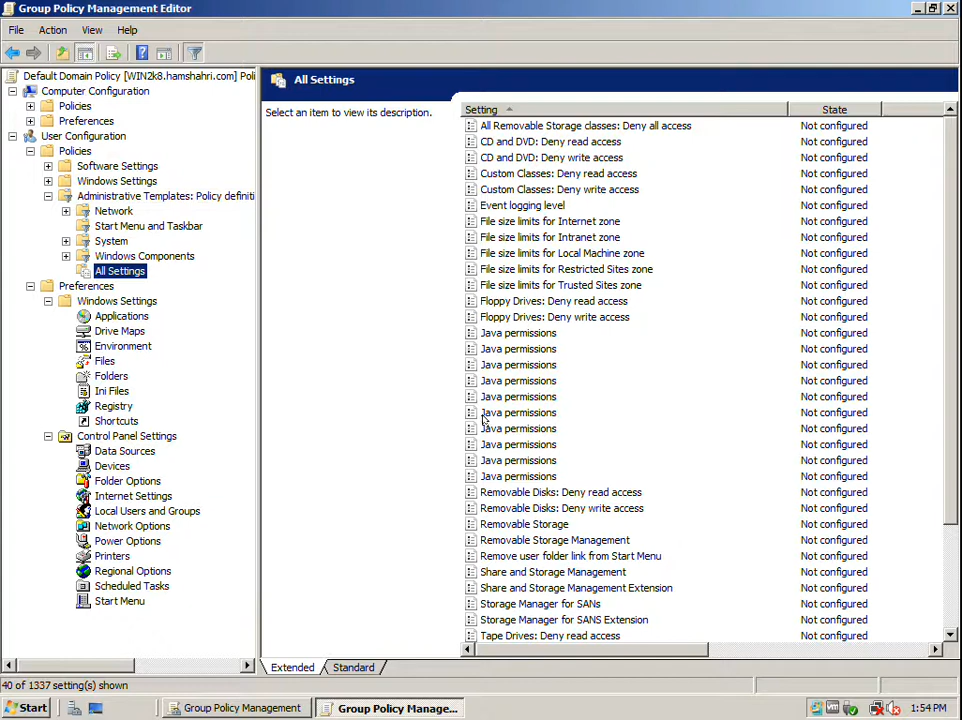 Group Policy Management Editor
File Action View Help
Default Domain Policy [WIN2k8.hamshahri.com] Poli
Computer Configuration
Policies
Preferences
User Configuration
Policies
Software Settings
Windows Settings
Administrative Templates: Policy definiti
Network
Start Menu and Taskbar
System
Windows Components
All Settings
Preferences
Windows Settings
Applications
Drive Maps
Environment
Files
Folders
Ini Files
Registry
Shortcuts
Control Panel Settings
Data Sources
Devices
Folder Options
Internet Settings
Local Users and Groups
Network Options
Power Options
Printers
Regional Options
Scheduled Tasks
Start Menu
All Settings
Select an item to view its description.
Setting State
All Removable Storage classes: Deny all access Not configured
CD and DVD: Deny read access Not configured
CD and DVD: Deny write access Not configured
Custom Classes: Deny read access Not configured
Custom Classes: Deny write access Not configured
Event logging level Not configured
File size limits for Internet zone Not configured
File size limits for Intranet zone Not configured
File size limits for Local Machine zone Not configured
File size limits for Restricted Sites zone Not configured
File size limits for Trusted Sites zone Not configured
Floppy Drives: Deny read access Not configured
Floppy Drives: Deny write access Not configured
Java permissions Not configured
Java permissions Not configured
Java permissions Not configured
Java permissions Not configured
Java permissions Not configured
Java permissions Not configured
Java permissions Not configured
Java permissions Not configured
Java permissions Not configured
Java permissions Not configured
Removable Disks: Deny read access Not configured
Removable Disks: Deny write access Not configured
Removable Storage Not configured
Removable Storage Management Not configured
Remove user folder link from Start Menu Not configured
Share and Storage Management Not configured
Share and Storage Management Extension Not configured
Storage Manager for SANs Not configured
Storage Manager for SANS Extension Not configured
Tape Drives: Deny read access Not configured
Extended Standard
40 of 1337 setting(s) shown
Start Group Policy Management Group Policy Manage... 1:54 PM